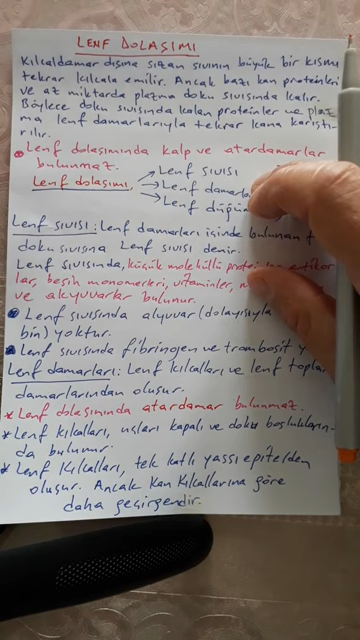 LENF DOLAŞIMI
Kılcaldamar dışına sızan sıvının büyük bir kısmı
tekrar kılcala emilir. Ancak bazı kan proteinleri
ve az miktarda plazma doku sıvısında kalır.
Böylece doku sıvısında kalan proteinler ve plaz
ma lenf damarlarıyla tekrar kana karıştı-
rılır.
Lenf dolaşımında kalp ve atardamarlar
bulunmaz.
→ Lenf sıvısı
Lenf dolaşımı, → Lenf damarla
→ Lenf düğüm
Lenf sıvısı: Lenf damarları içinde bulunan
doku sıvısına Lenf sıvısı denir.
Lenf sıvısında, küçük moleküllü protei antikor
lar, besin monomerleri, vitaminler,
ve akyuvarlar bulunur.
Lenf sıvısında alyuvar (dolayısıyla
bin) yoktur.
Lenf sıvısında fibrinojen ve trombosit y
Lenf damarları: Lenf kılcalları ve lenf toplar
damarlarından oluşur.
* Lenf dolaşımında atardamar bulunmaz.
* Lenf kılcalları, uçları kapalı ve doku boşlukların-
da bulunur.
* Lenf kılcalları, tek katlı yassı epitelden
oluşur. Ancak kan kılcallarına göre
daha geçirgendir.